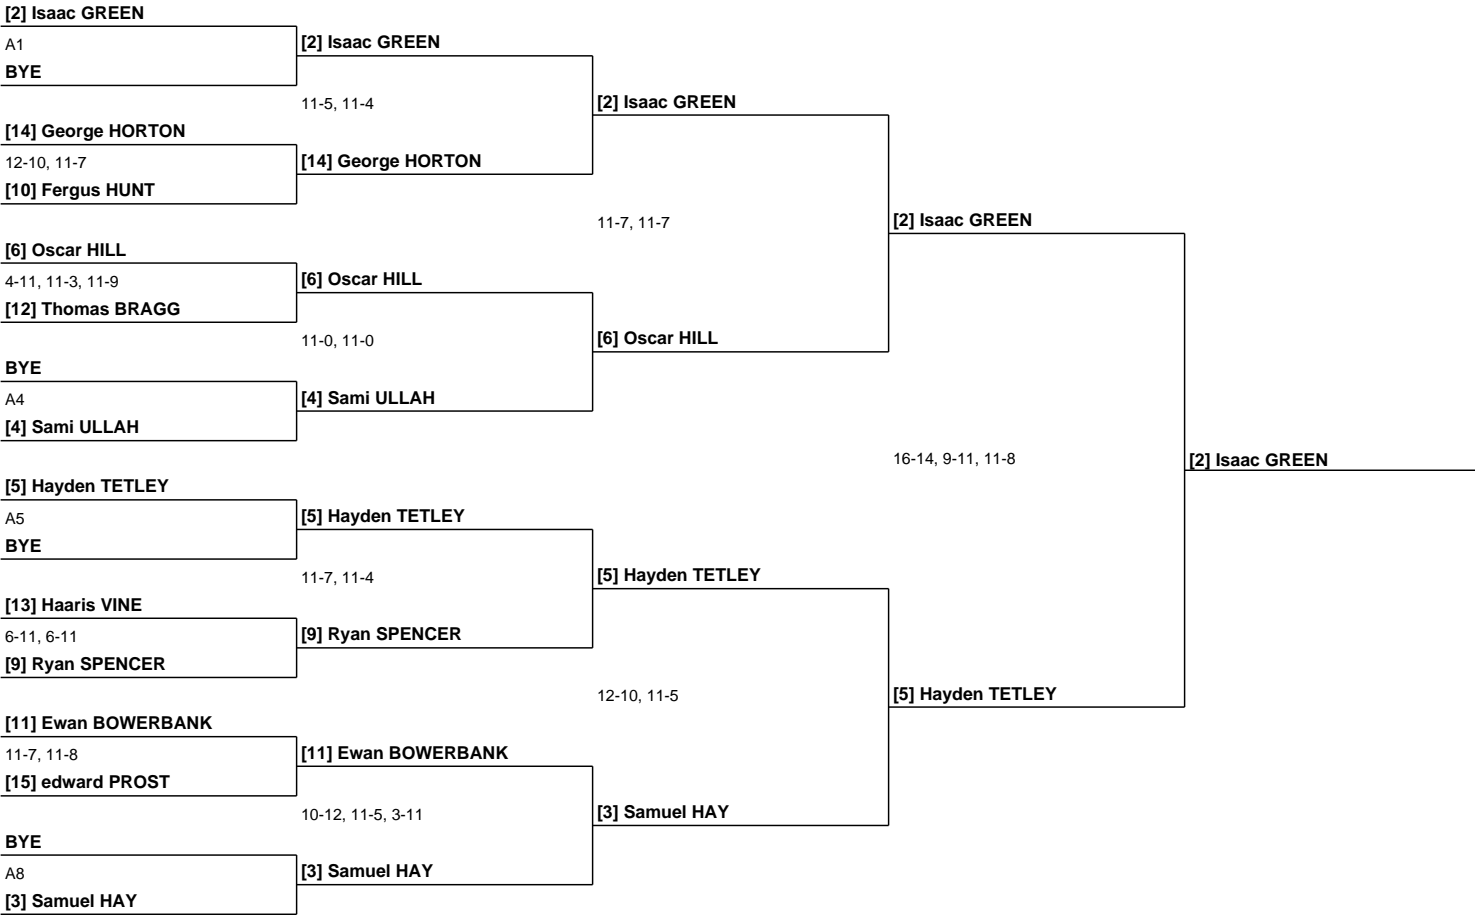 [2] Isaac GREEN
A1
BYE
[14] George HORTON
12-10, 11-7
[10] Fergus HUNT
[6] Oscar HILL
4-11, 11-3, 11-9
[12] Thomas BRAGG
BYE
A4
[4] Sami ULLAH
[5] Hayden TETLEY
A5
BYE
[13] Haaris VINE
6-11, 6-11
[9] Ryan SPENCER
[11] Ewan BOWERBANK
11-7, 11-8
[15] edward PROST
BYE
A8
[3] Samuel HAY
[2] Isaac GREEN
11-5, 11-4
[14] George HORTON
[6] Oscar HILL
11-0, 11-0
[4] Sami ULLAH
[5] Hayden TETLEY
11-7, 11-4
[9] Ryan SPENCER
[11] Ewan BOWERBANK
10-12, 11-5, 3-11
[3] Samuel HAY
[2] Isaac GREEN
11-7, 11-7
[6] Oscar HILL
[5] Hayden TETLEY
12-10, 11-5
[3] Samuel HAY
[2] Isaac GREEN
16-14, 9-11, 11-8
[5] Hayden TETLEY
[2] Isaac GREEN